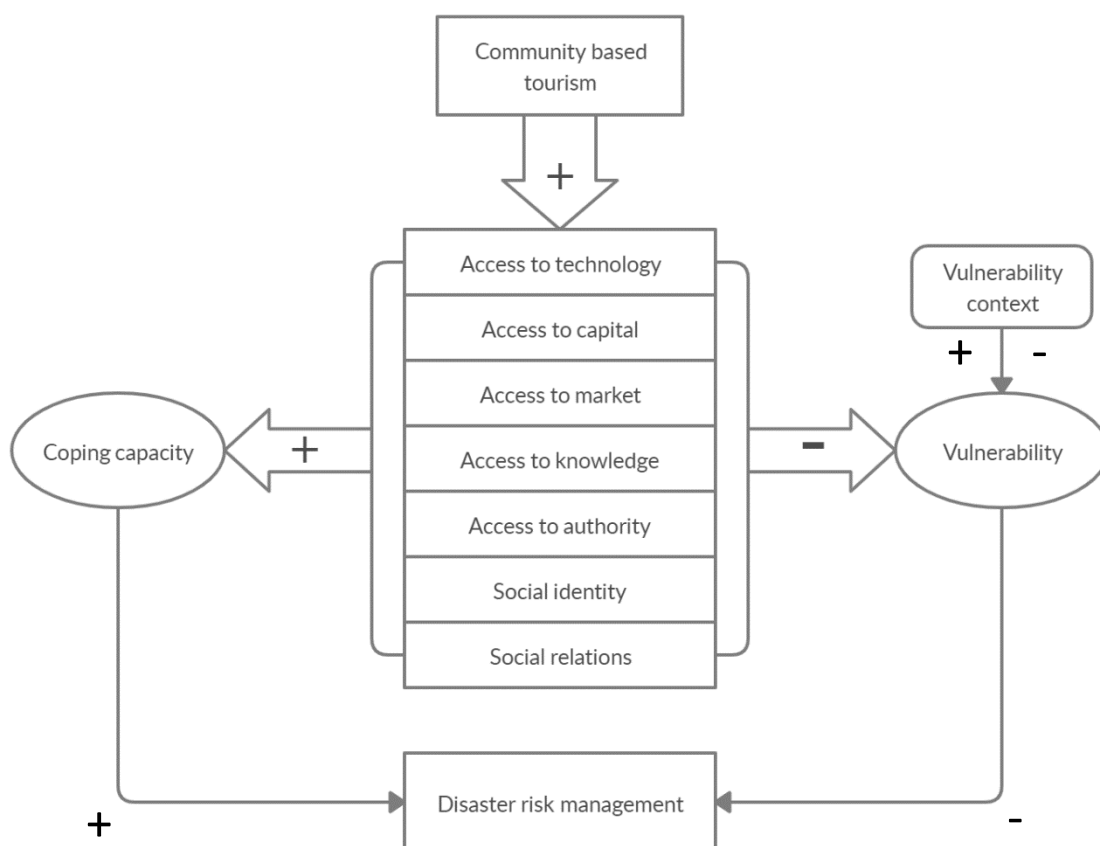 Community based
tourism
+
Access to technology
Vulnerability
context
Access to capital
+ -
Access to market
Coping capacity
+
Access to knowledge
-
Vulnerability
Access to authority
Social identity
Social relations
Disaster risk management
+
-